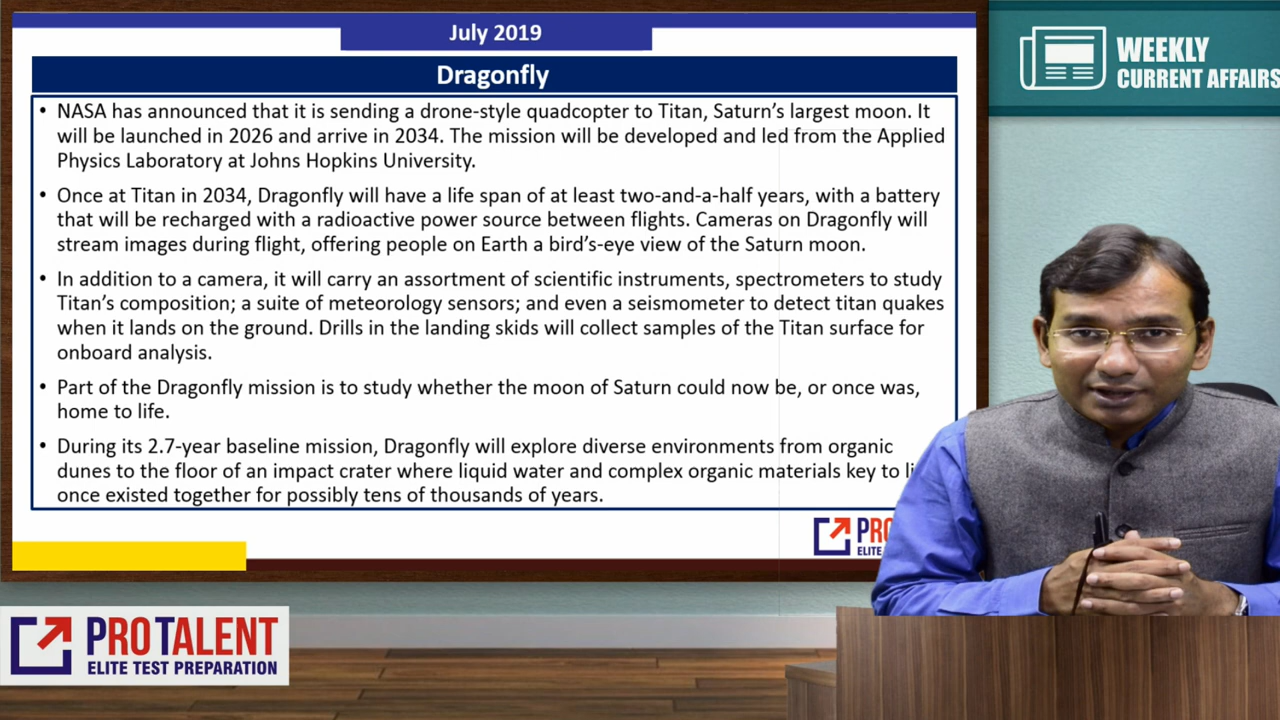 July 2019
WEEKLY
CURRENT AFFAIRS
Dragonfly
• NASA has announced that it is sending a drone-style quadcopter to Titan, Saturn's largest moon. It
will be launched in 2026 and arrive in 2034. The mission will be developed and led from the Applied
Physics Laboratory at Johns Hopkins University.
• Once at Titan in 2034, Dragonfly will have a life span of at least two-and-a-half years, with a battery
that will be recharged with a radioactive power source between flights. Cameras on Dragonfly will
stream images during flight, offering people on Earth a bird's-eye view of the Saturn moon.
• In addition to a camera, it will carry an assortment of scientific instruments, spectrometers to study
Titan's composition; a suite of meteorology sensors; and even a seismometer to detect titan quakes
when it lands on the ground. Drills in the landing skids will collect samples of the Titan surface for
onboard analysis.
• Part of the Dragonfly mission is to study whether the moon of Saturn could now be, or once was,
home to life.
• During its 2.7-year baseline mission, Dragonfly will explore diverse environments from organic
dunes to the floor of an impact crater where liquid water and complex organic materials key to
once existed together for possibly tens of thousands of years.
ELITE
PROTALENT
ELITE TEST PREPARATION